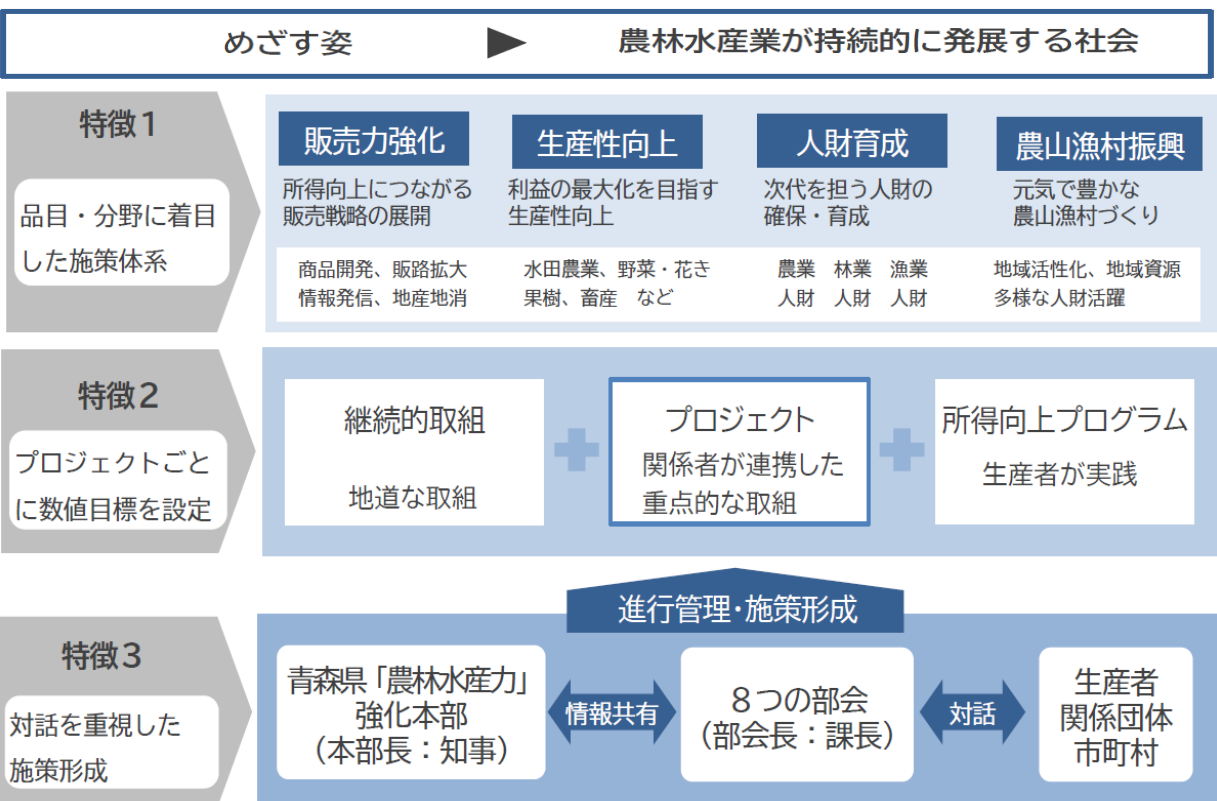 めざす姿 ▶ 農林水産業が持続的に発展する社会
特徴1
品目・分野に着目
した施策体系
販売力強化
所得向上につながる
販売戦略の展開
商品開発、販路拡大
情報発信、地産地消
生産性向上
利益の最大化を目指す
生産性向上
水田農業、野菜・花き
果樹、畜産 など
人財育成
次代を担う人財の
確保・育成
農業 林業 漁業
人財 人財 人財
農山漁村振興
元気で豊かな
農山漁村づくり
地域活性化、地域資源
多様な人財活躍
特徴2
プロジェクトごと
に数値目標を設定
継続的取組
地道な取組
プロジェクト
関係者が連携した
重点的な取組
所得向上プログラム
生産者が実践
進行管理・施策形成
特徴3
対話を重視した
施策形成
青森県「農林水産力」
強化本部
（本部長：知事）
情報共有
８つの部会
（部会長：課長）
対話
生産者
関係団体
市町村